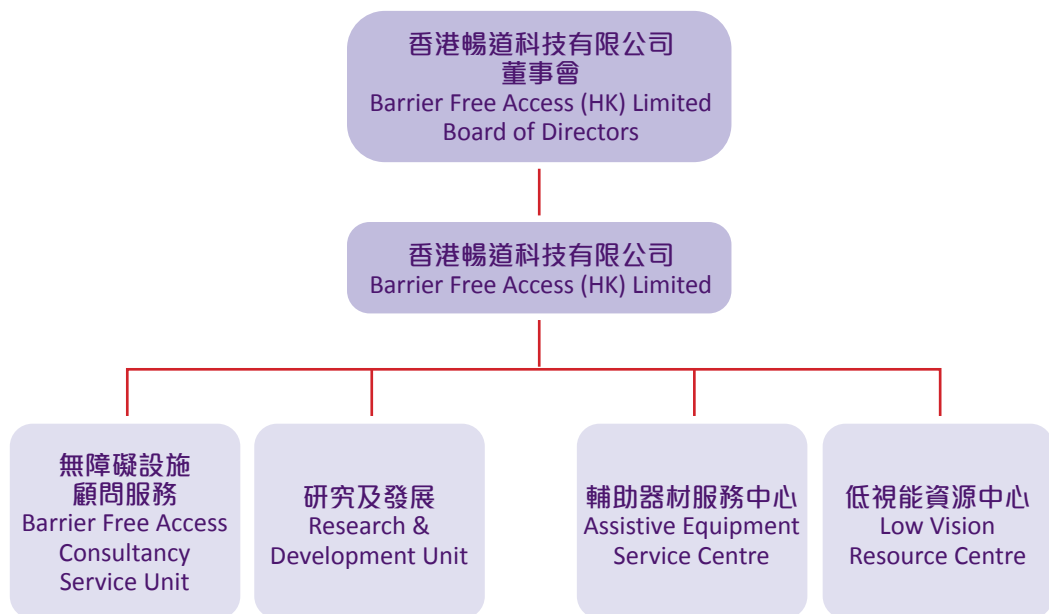 香港暢道科技有限公司
董事會
Barrier Free Access (HK) Limited
Board of Directors
香港暢道科技有限公司
Barrier Free Access (HK) Limited
無障礙設施
顧問服務
Barrier Free Access
Consultancy
Service Unit
研究及發展
Research &
Development Unit
輔助器材服務中心
Assistive Equipment
Service Centre
低視能資源中心
Low Vision
Resource Centre